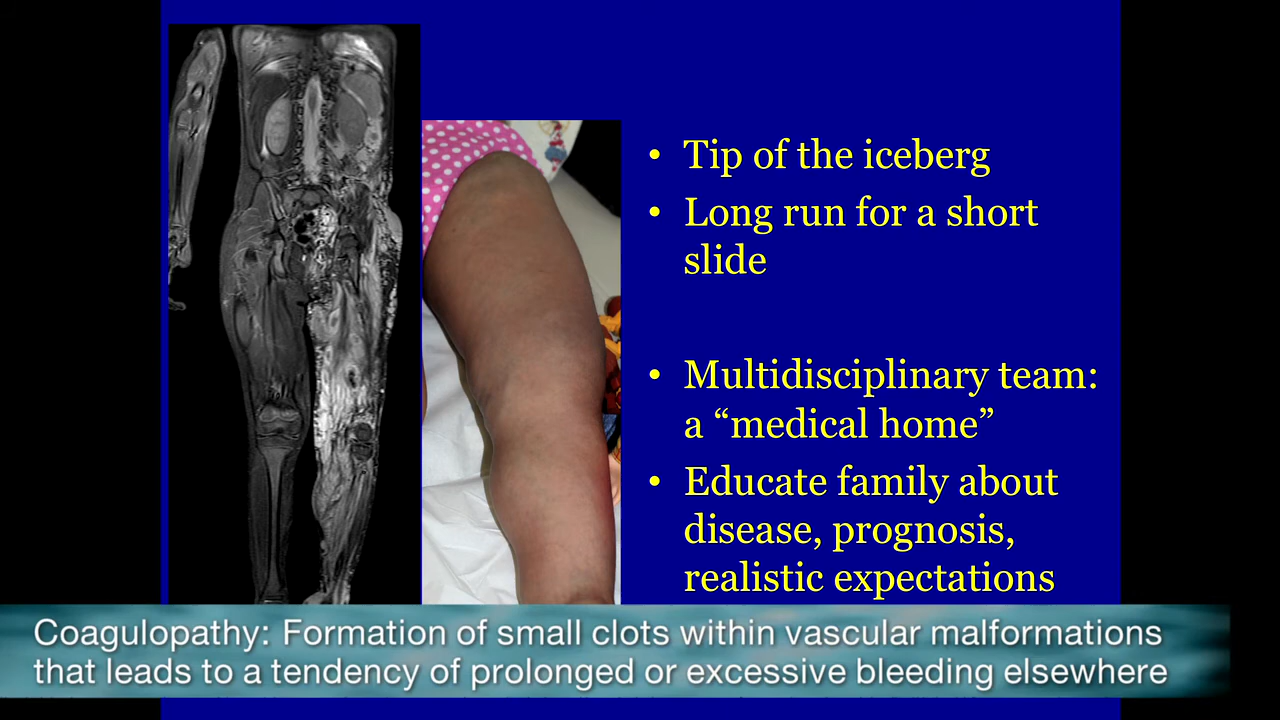 • Tip of the iceberg
• Long run for a short
slide
• Multidisciplinary team:
a “medical home”
• Educate family about
disease, prognosis,
realistic expectations
Coagulopathy: Formation of small clots within vascular malformations
that leads to a tendency of prolonged or excessive bleeding elsewhere